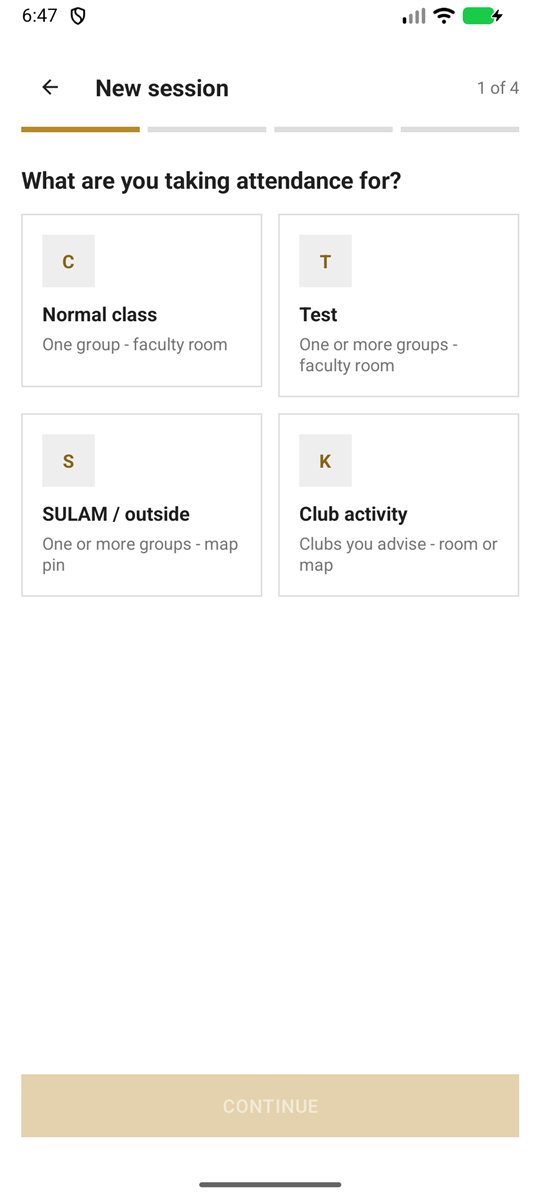 6:47
New session
1 of 4
What are you taking attendance for?
C
Normal class
One group - faculty room
T
Test
One or more groups -
faculty room
S
SULAM / outside
One or more groups - map
pin
K
Club activity
Clubs you advise - room or
map
CONTINUE